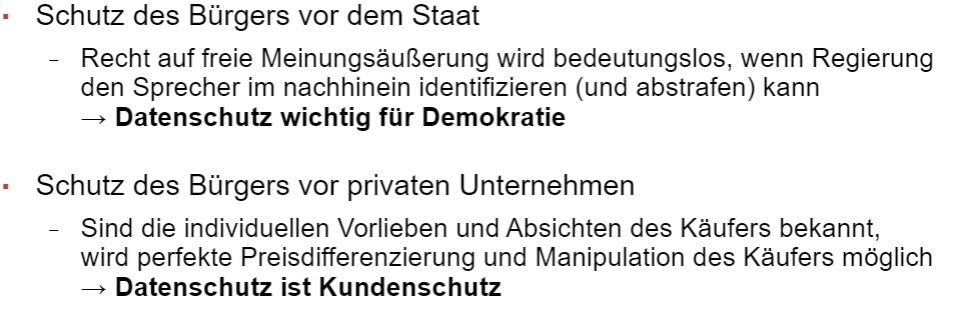 ▪ Schutz des Bürgers vor dem Staat
– Recht auf freie Meinungsäußerung wird bedeutungslos, wenn Regierung
den Sprecher im nachhinein identifizieren (und abstrafen) kann
→ Datenschutz wichtig für Demokratie
▪ Schutz des Bürgers vor privaten Unternehmen
– Sind die individuellen Vorlieben und Absichten des Käufers bekannt,
wird perfekte Preisdifferenzierung und Manipulation des Käufers möglich
→ Datenschutz ist Kundenschutz